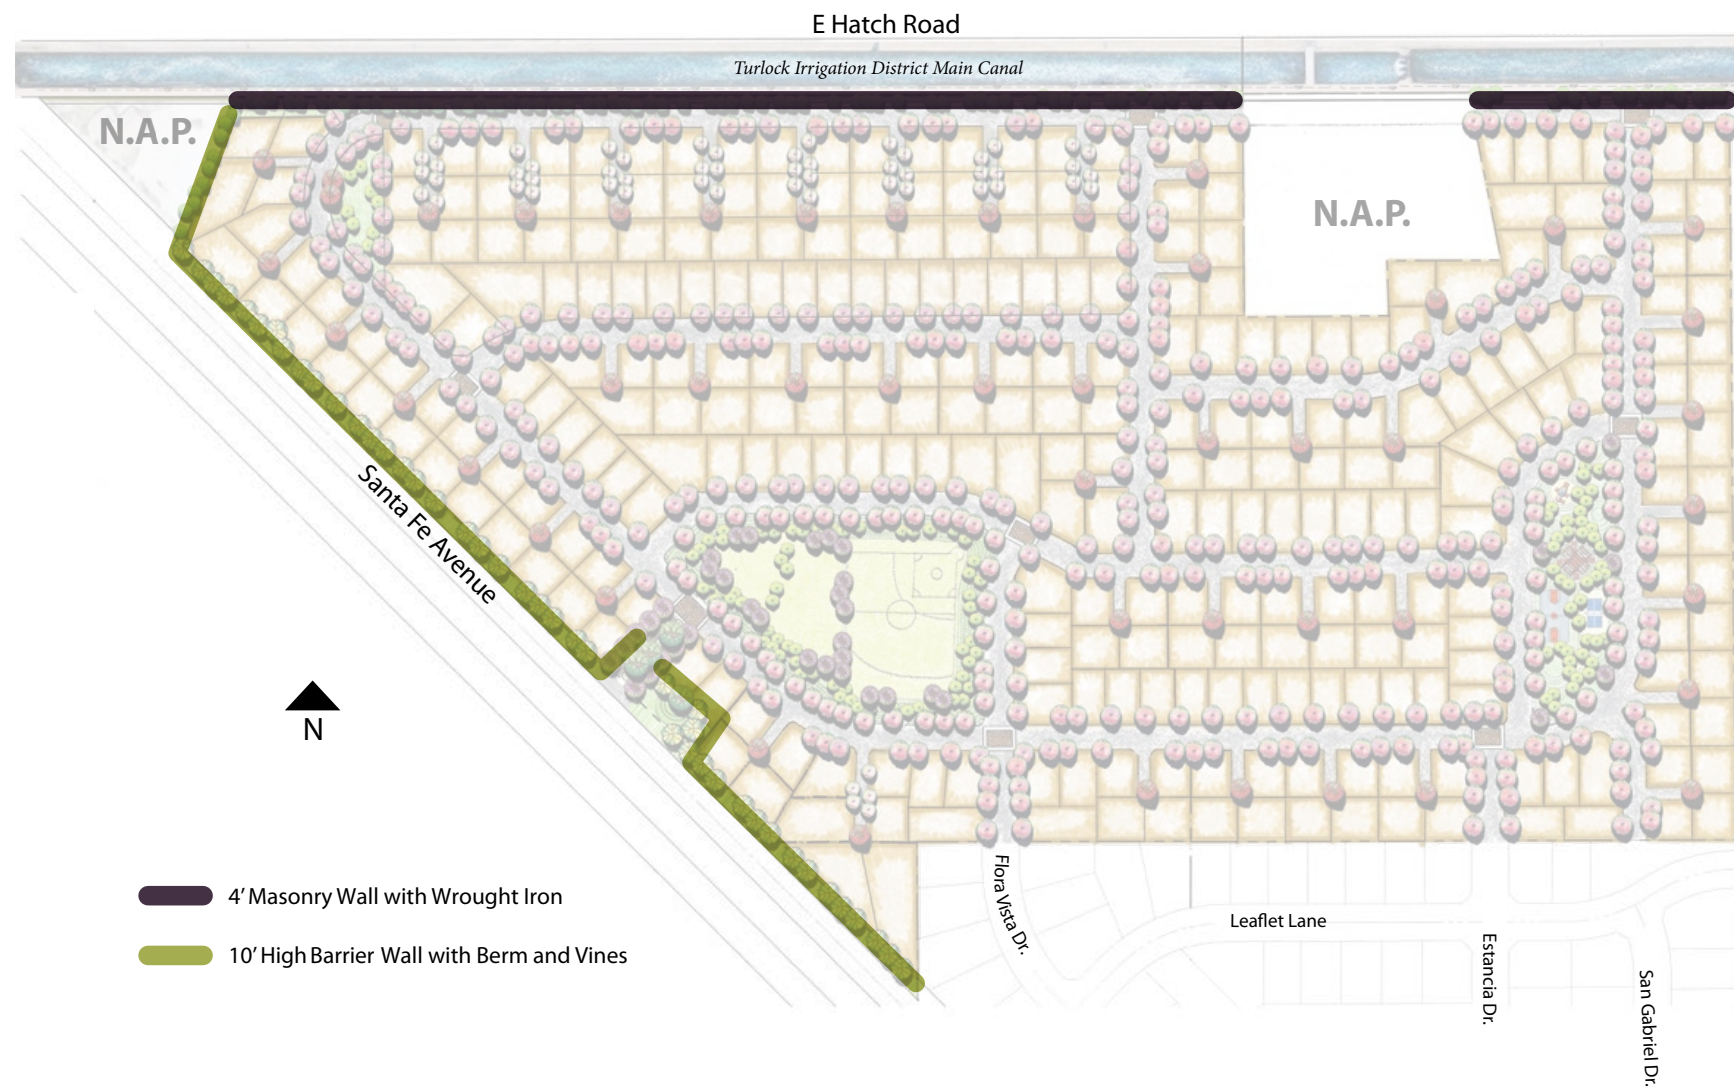 E Hatch Road
Turlock Irrigation District Main Canal
N.A.P.
N.A.P.
Santa Fe Avenue
N
4’ Masonry Wall with Wrought Iron
10’ High Barrier Wall with Berm and Vines
Flora Vista Dr.
Leaflet Lane
Estancia Dr.
San Gabriel Dr.